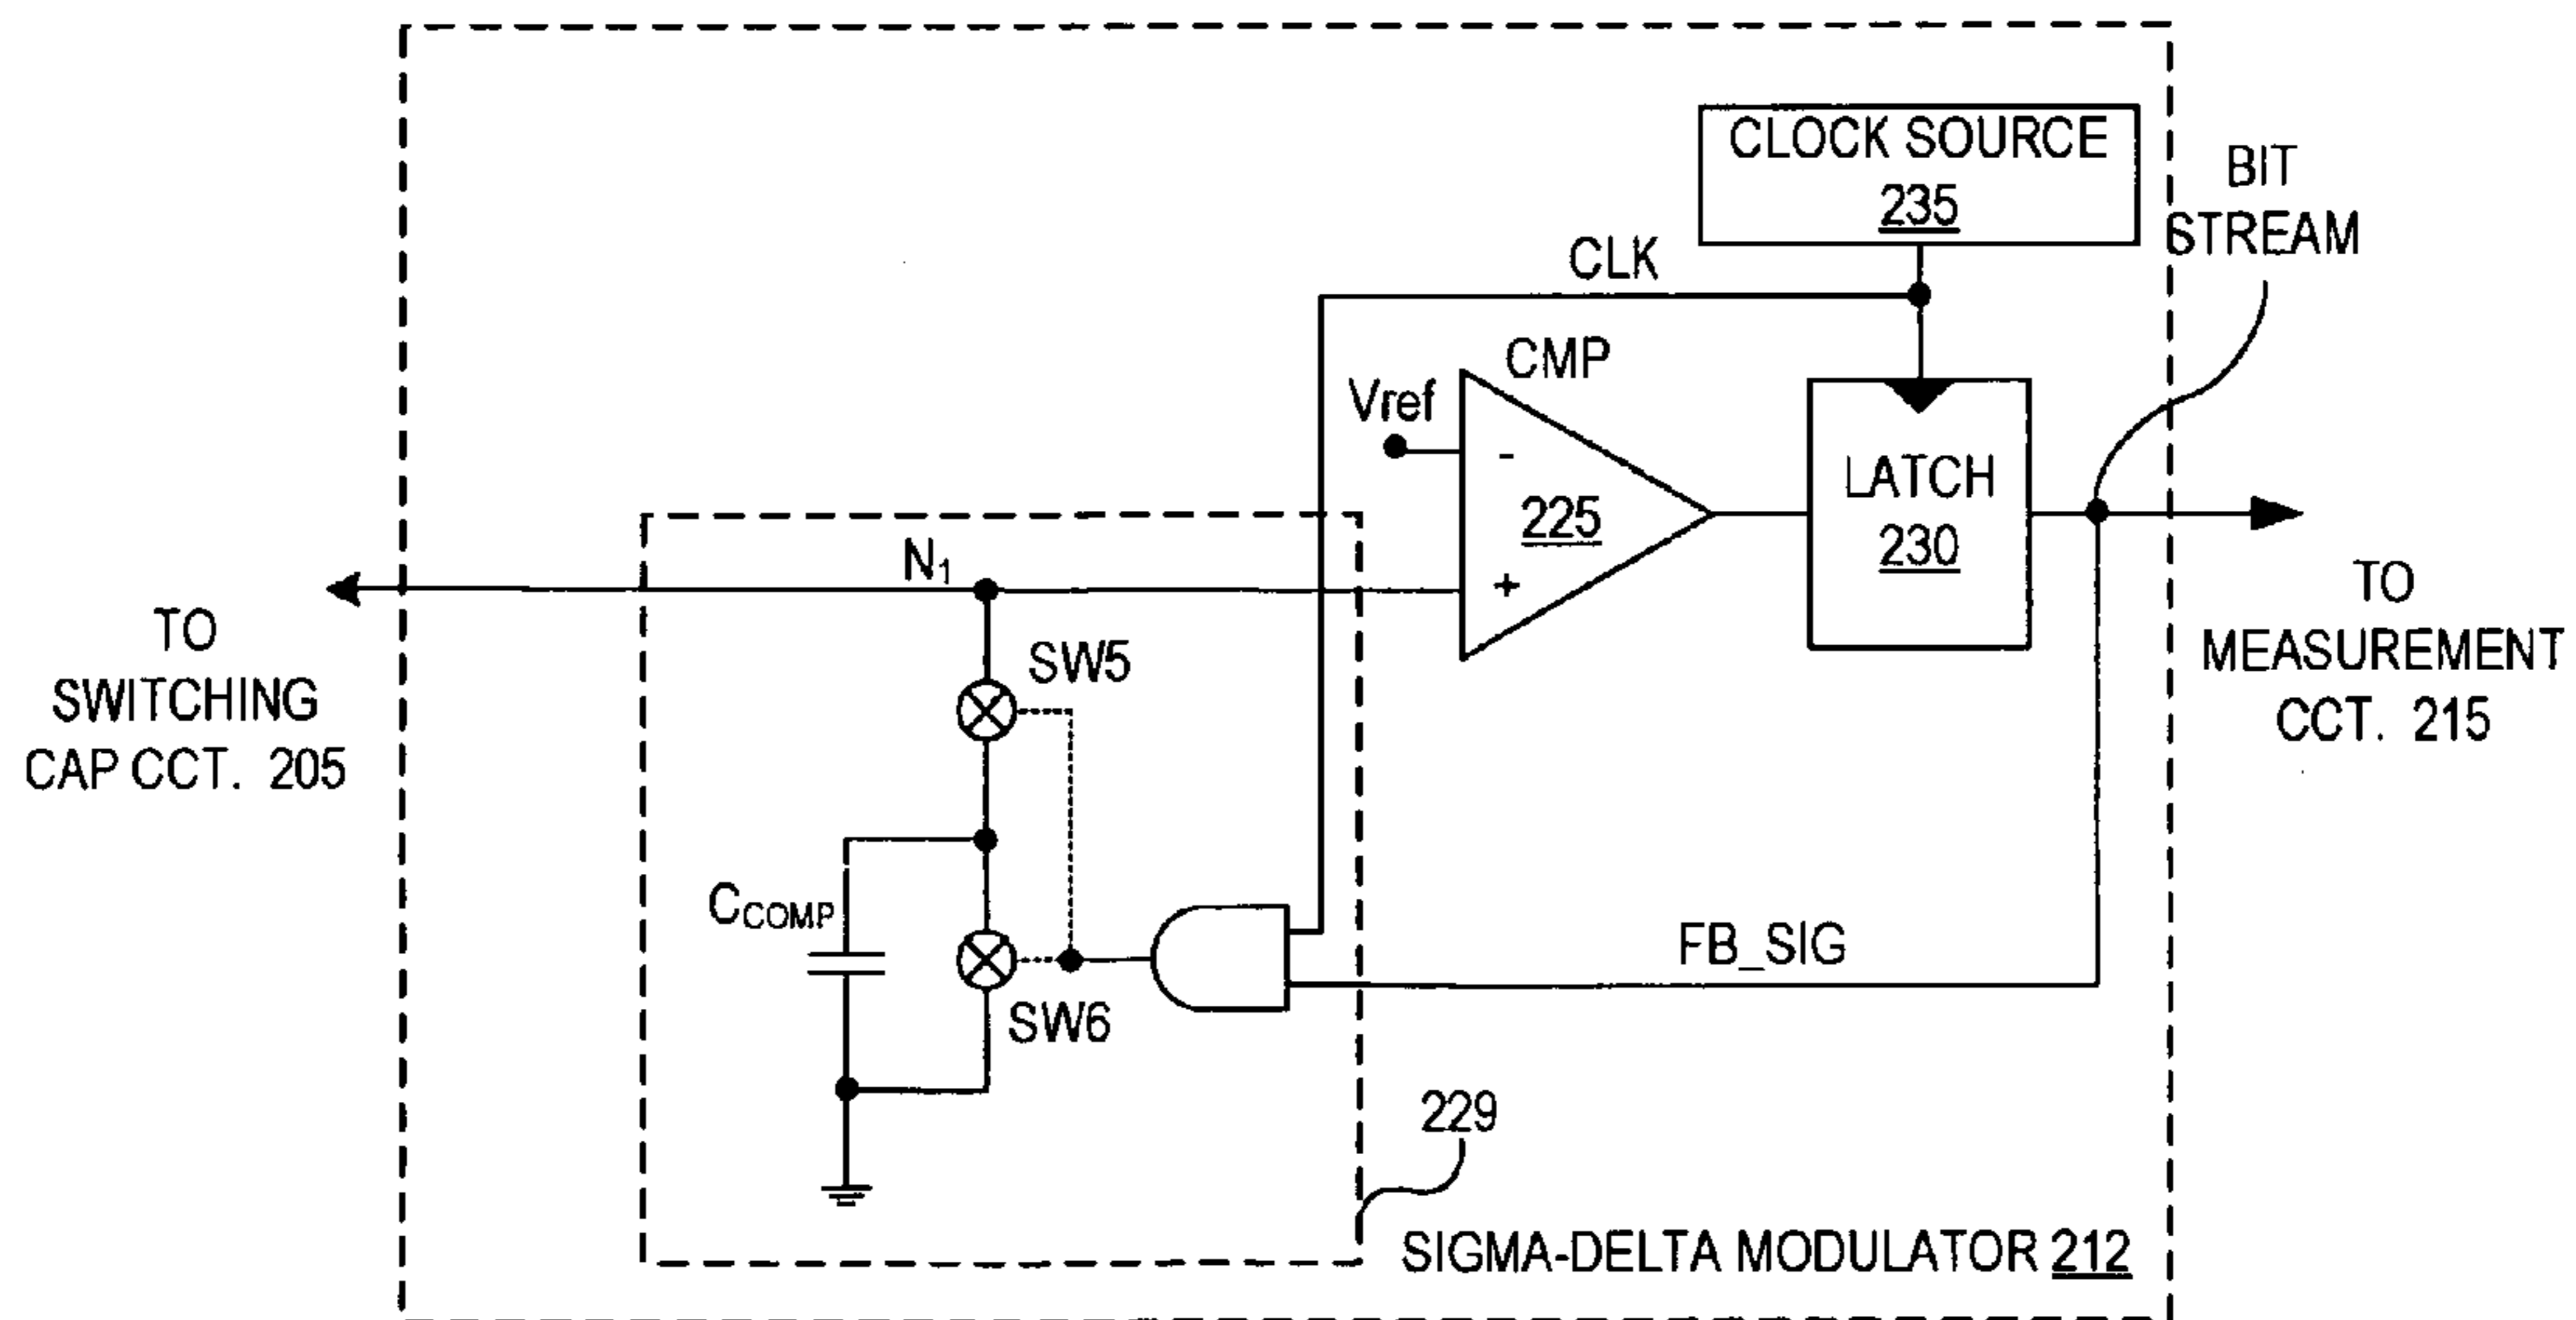 CLOCK SOURCE
235
BIT
STREAM
CLK
CMP
Vref
-
225
+
LATCH
230
N₁
TO
SWITCHING
CAP CCT. 205
TO
MEASUREMENT
CCT. 215
SW5
C_COMP
SW6
FB_SIG
229
SIGMA-DELTA MODULATOR 212